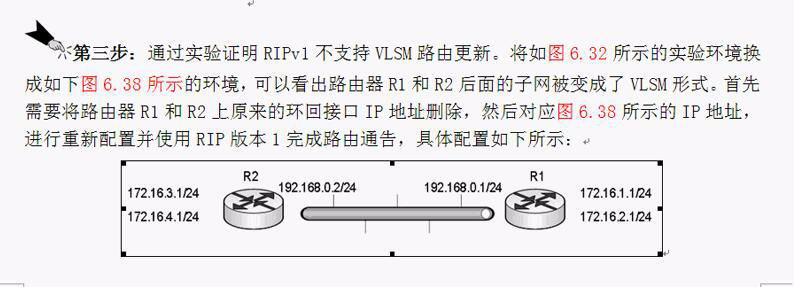 第三步：通过实验证明 RIPv1 不支持 VLSM 路由更新。将如图 6.32 所示的实验环境换
成如下图 6.38 所示的环境，可以看出路由器 R1 和 R2 后面的子网被变成了 VLSM 形式。首先
需要将路由器 R1 和 R2 上原来的环回接口 IP 地址删除，然后对应图 6.38 所示的 IP 地址，
进行重新配置并使用 RIP 版本 1 完成路由通告，具体配置如下所示：
R2
R1
172.16.3.1/24
192.168.0.2/24
192.168.0.1/24
172.16.1.1/24
172.16.4.1/24
172.16.2.1/24